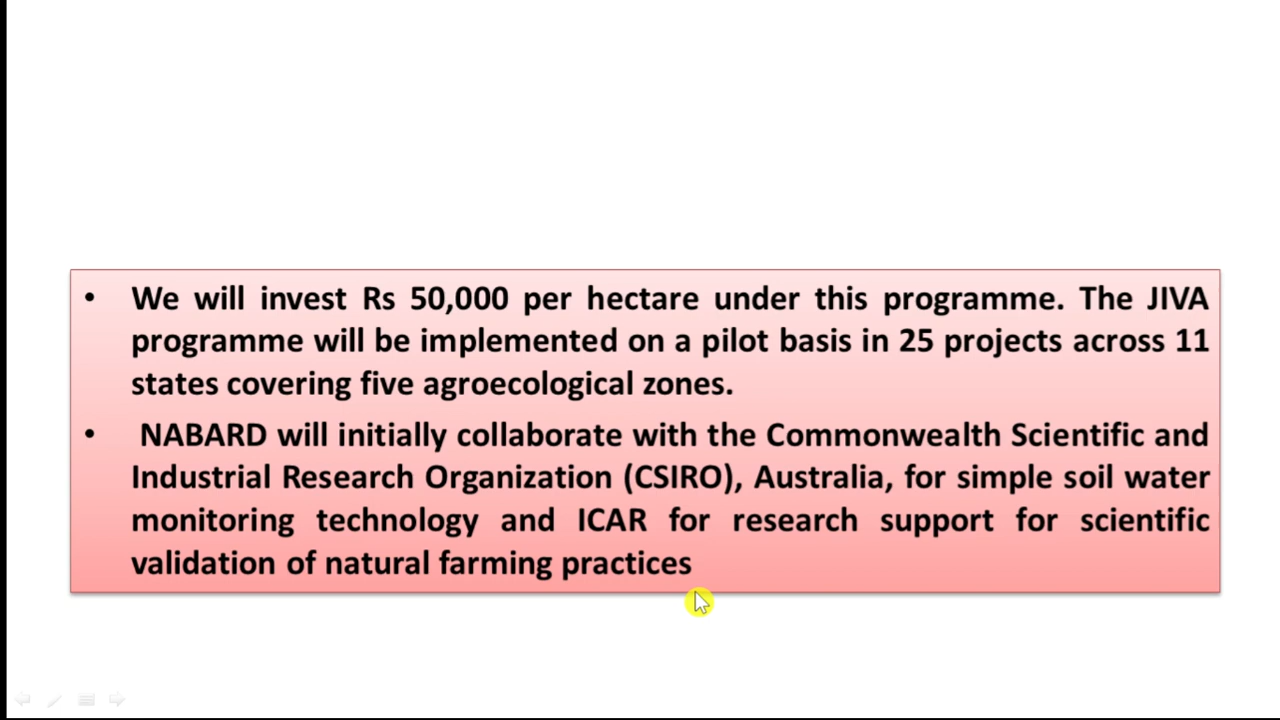 • We will invest Rs 50,000 per hectare under this programme. The JIVA
programme will be implemented on a pilot basis in 25 projects across 11
states covering five agroecological zones.
• NABARD will initially collaborate with the Commonwealth Scientific and
Industrial Research Organization (CSIRO), Australia, for simple soil water
monitoring technology and ICAR for research support for scientific
validation of natural farming practices